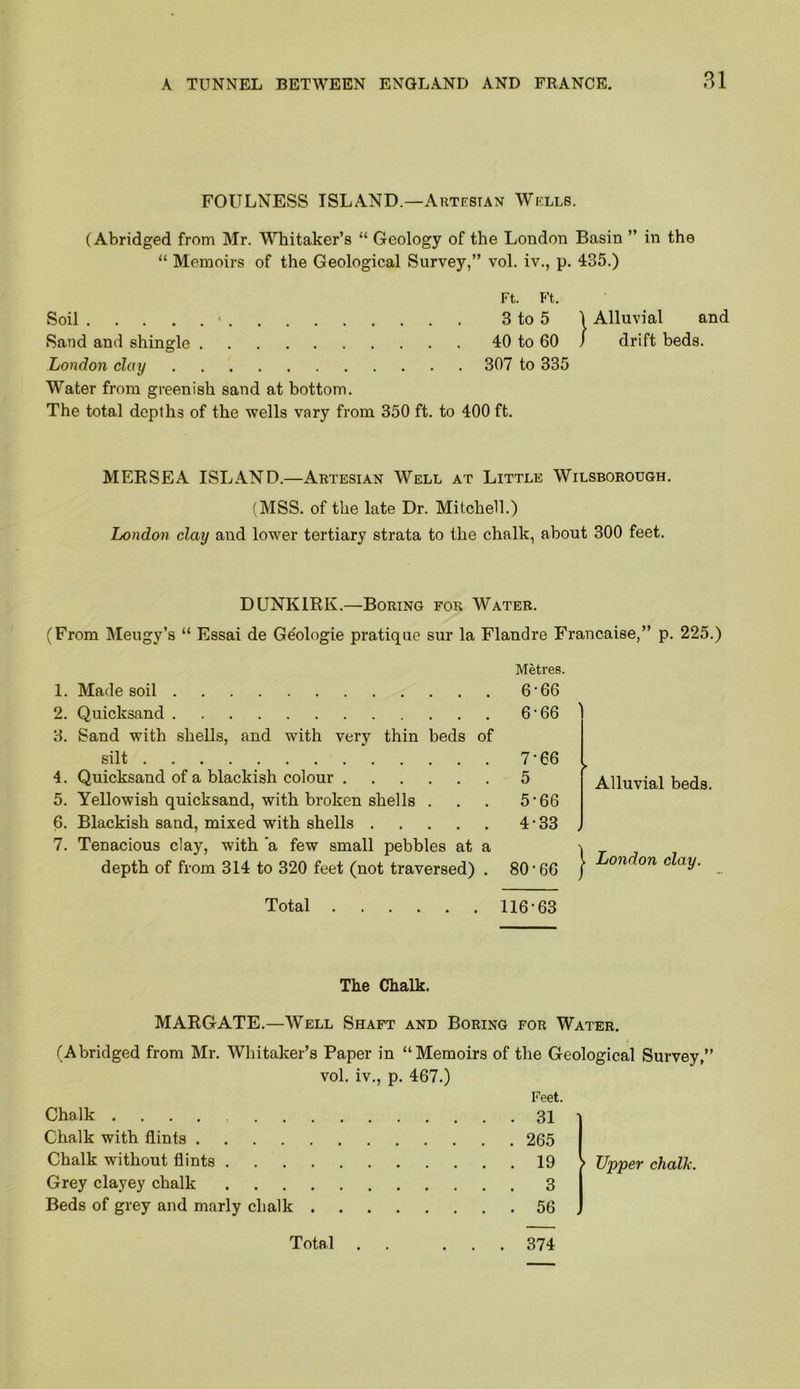 A TUNNEL BETWEEN ENGLAND AND FRANCE. 31
FOULNESS ISLAND.—Artesian Wells.
(Abridged from Mr. Whitaker's “ Geology of the London Basin ” in the
“ Memoirs of the Geological Survey,” vol. iv., p. 435.)
Ft. Ft.
Soil . . . . . . . . . . . . . . 3 to 5 } Alluvial and
Sand and shingle . . . . . . . . . . 40 to 60 } drift beds.
London clay . . . . . . . . . . . 307 to 335
Water from greenish sand at bottom.
The total depths of the wells vary from 350 ft. to 400 ft.
MERSEA ISLAND.—Artesian Well at Little Wilsborough.
(MSS. of the late Dr. Mitchell.)
London clay and lower tertiary strata to the chalk, about 300 feet.
DUNKIRK.—Boring for Water.
(From Meugy's “ Essai de Géologie pratique sur la Flandre Francaise,” p. 225.)
Mètres.
1. Made soil . . . . . . . . . . . . 6·66
2. Quicksand . . . . . . . . . . . . 6·66
3. Sand with shells, and with very thin beds of
silt . . . . . . . . . . . . . 7·66
4. Quicksand of a blackish colour . . . . . . 5 } Alluvial beds.
5. Yellowish quicksand, with broken shells . . . 5·66
6. Blackish sand, mixed with shells . . . . . 4·33
7. Tenacious clay, with a few small pebbles at a
depth of from 314 to 320 feet (not traversed) . 80·66 } London clay.
Total . . . . . . 116·63
The Chalk.
MARGATE.—Well Shaft and Boring for Water.
(Abridged from Mr. Whitaker's Paper in “Memoirs of the Geological Survey,”
vol. iv., p. 467.)
Feet.
Chalk . . . . . . . . . . . . . . 31
Chalk with flints . . . . . . . . . . . . 265
Chalk without flints . . . . . . . . . . . 19 } Upper chalk.
Grey clayey chalk . . . . . . . . . . . 3
Beds of grey and marly chalk . . . . . . . . 56
Total . . . . . 374